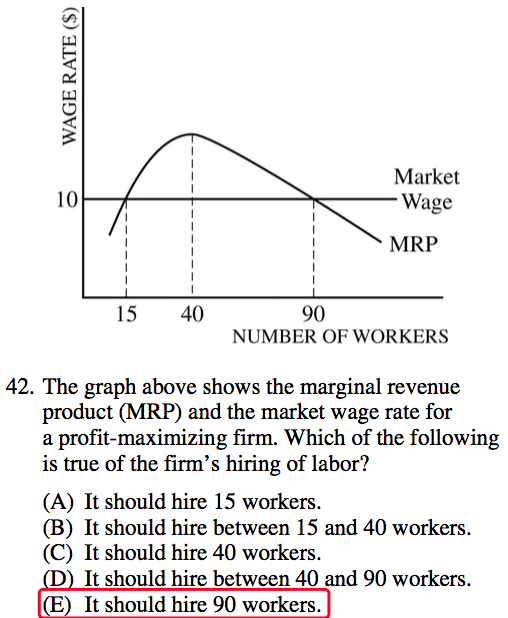 WAGE RATE ($)
10
Market
Wage
MRP
15 40 90
NUMBER OF WORKERS
42. The graph above shows the marginal revenue
product (MRP) and the market wage rate for
a profit-maximizing firm. Which of the following
is true of the firm's hiring of labor?
(A) It should hire 15 workers.
(B) It should hire between 15 and 40 workers.
(C) It should hire 40 workers.
(D) It should hire between 40 and 90 workers.
(E) It should hire 90 workers.